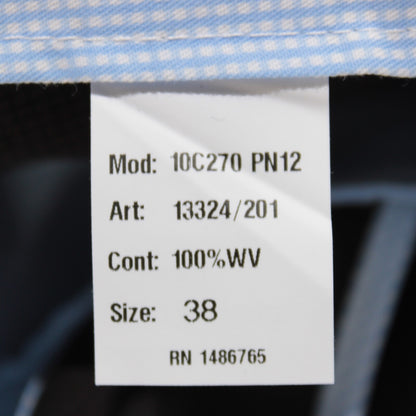 Mod: 10C270 PN12
Art: 13324/201
Cont: 100%WV
Size: 38
RN 1486765